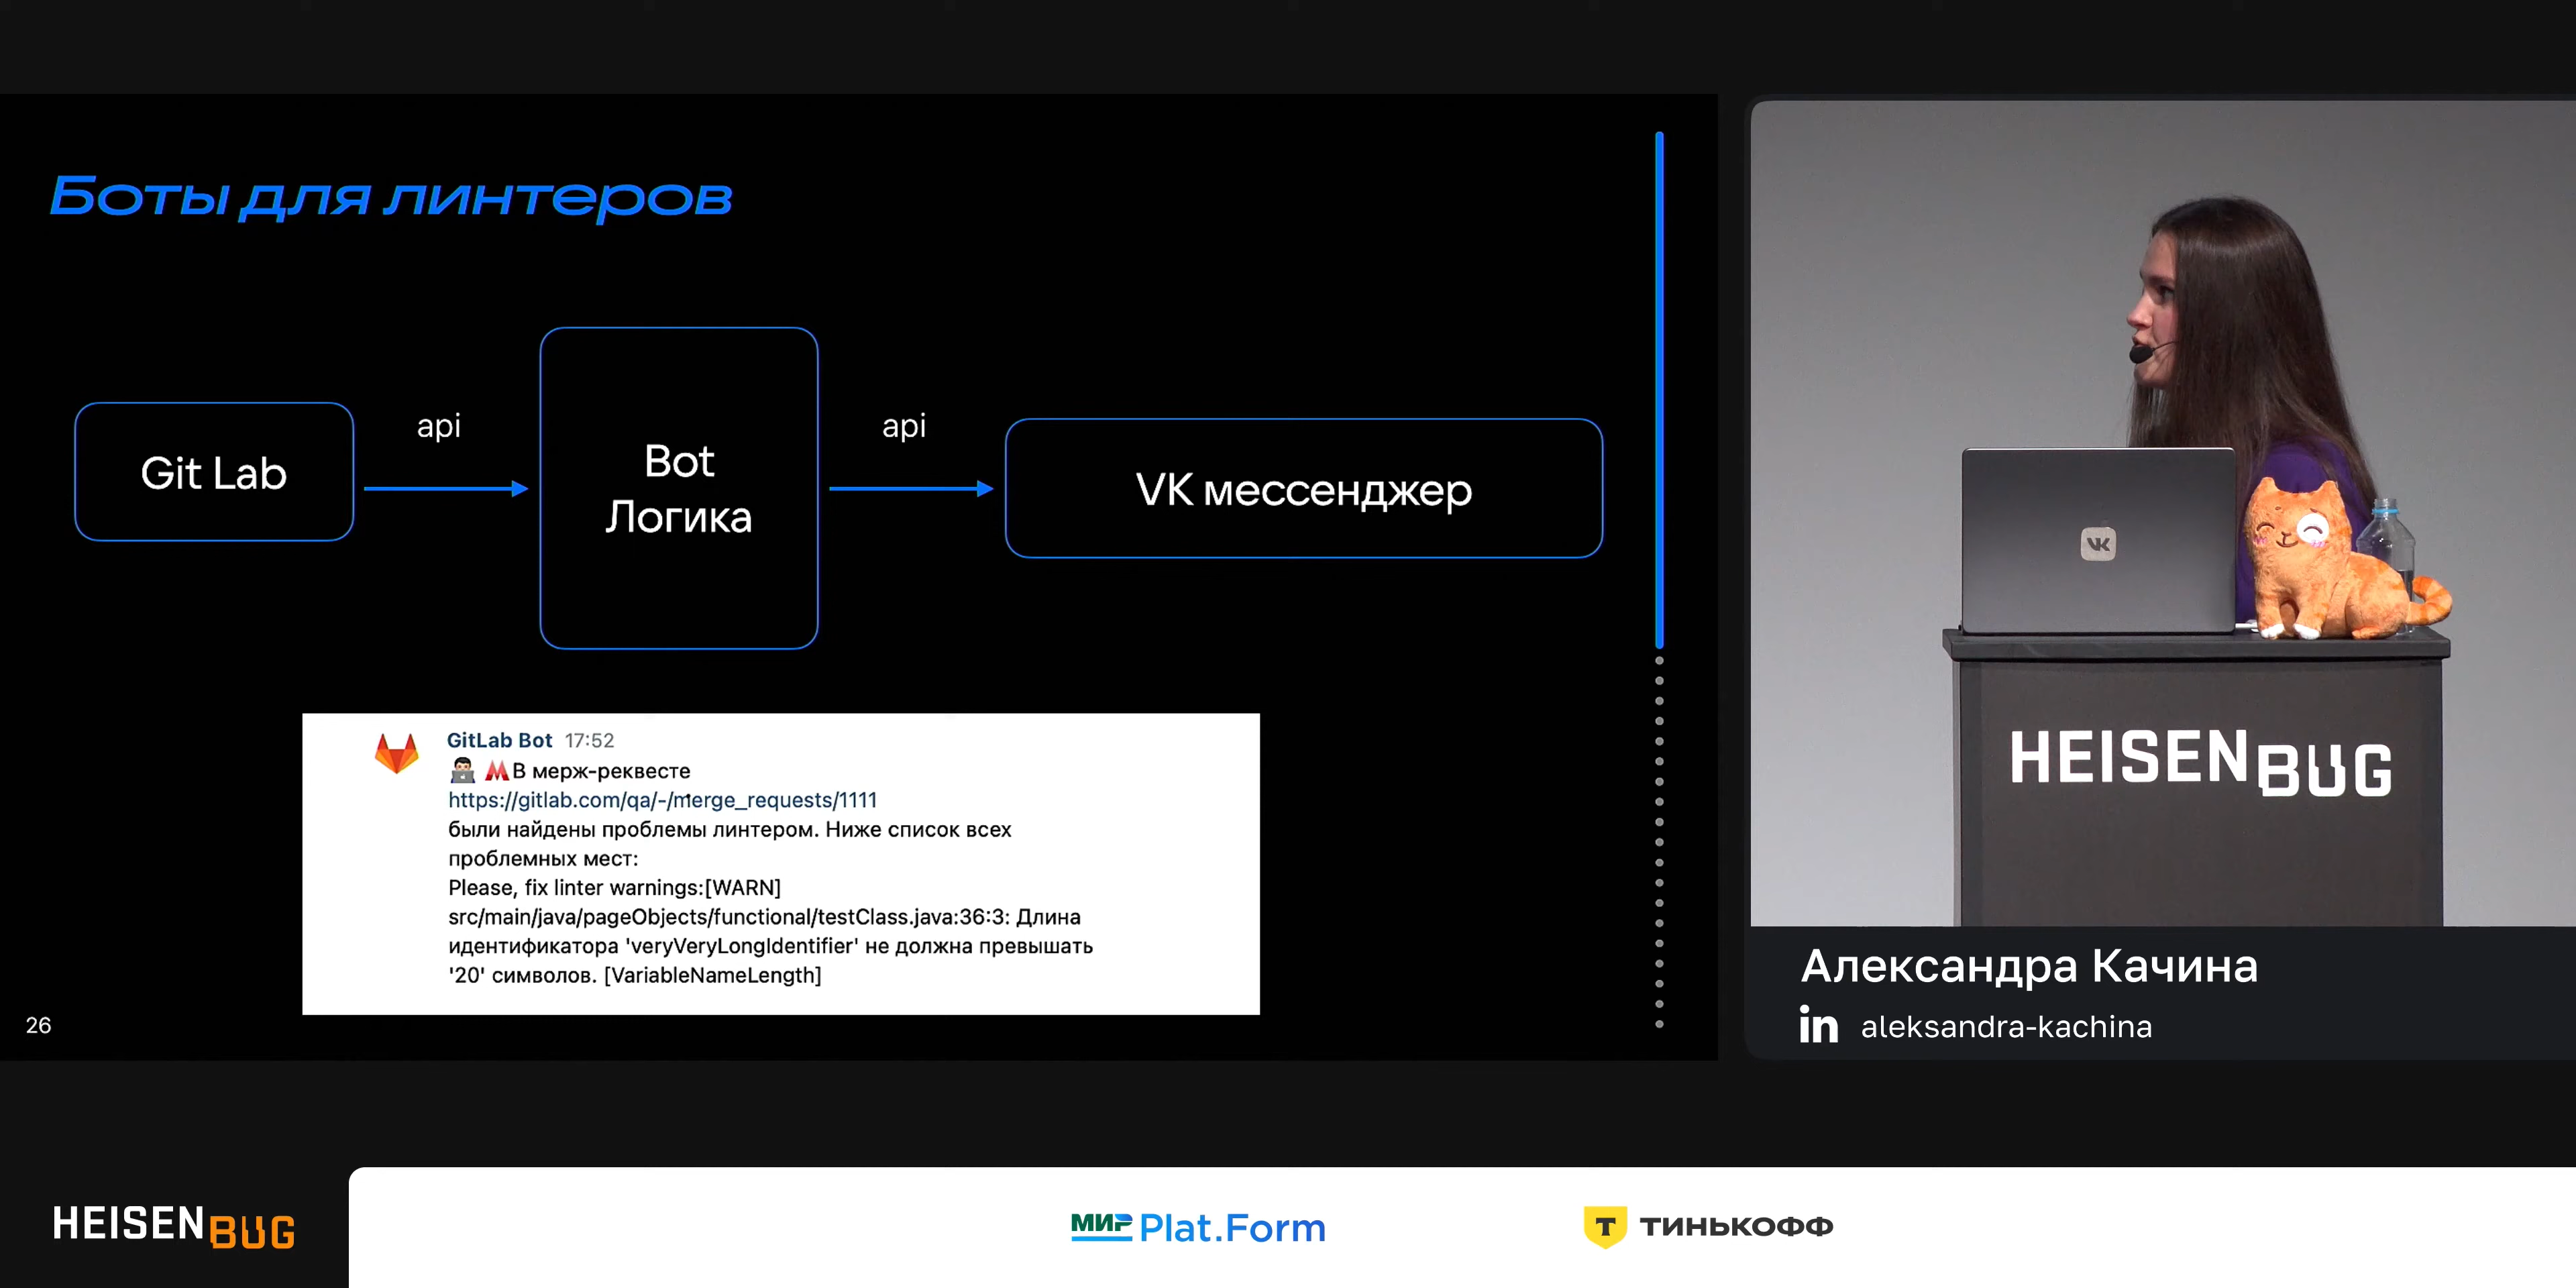 Боты для линтеров
Git Lab
api
Bot
Логика
api
VK мессенджер
GitLab Bot 17:52
В мерж-реквесте
https://gitlab.com/qa/-/merge_requests/1111
были найдены проблемы линтером. Ниже список всех
проблемных мест:
Please, fix linter warnings:[WARN]
src/main/java/pageObjects/functional/testClass.java:36:3: Длина
идентификатора 'veryVeryLongIdentifier' не должна превышать
'20' символов. [VariableNameLength]
26
VK
HEISENBUG
Александра Качина
in aleksandra-kachina
HEISENBUG
МИР Plat.Form
Т ТИНЬКОФФ